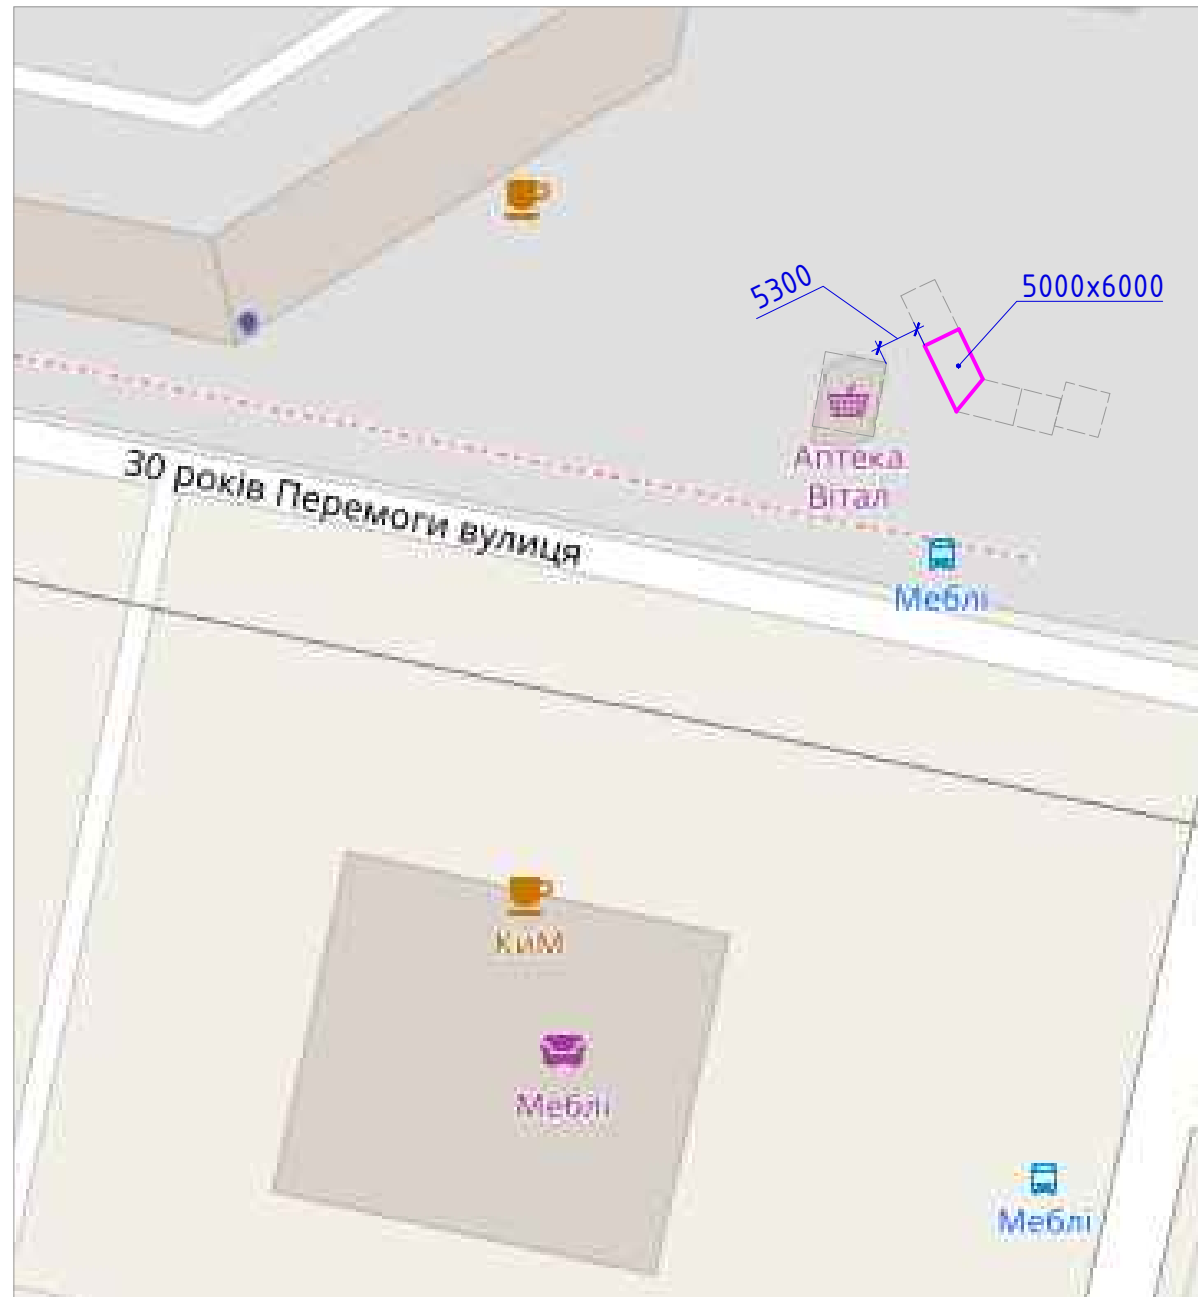 5300
5000x6000
Аптека
Вітал
30 років Перемоги вулиця
Меблі
КиМ
Меблі
Меблі